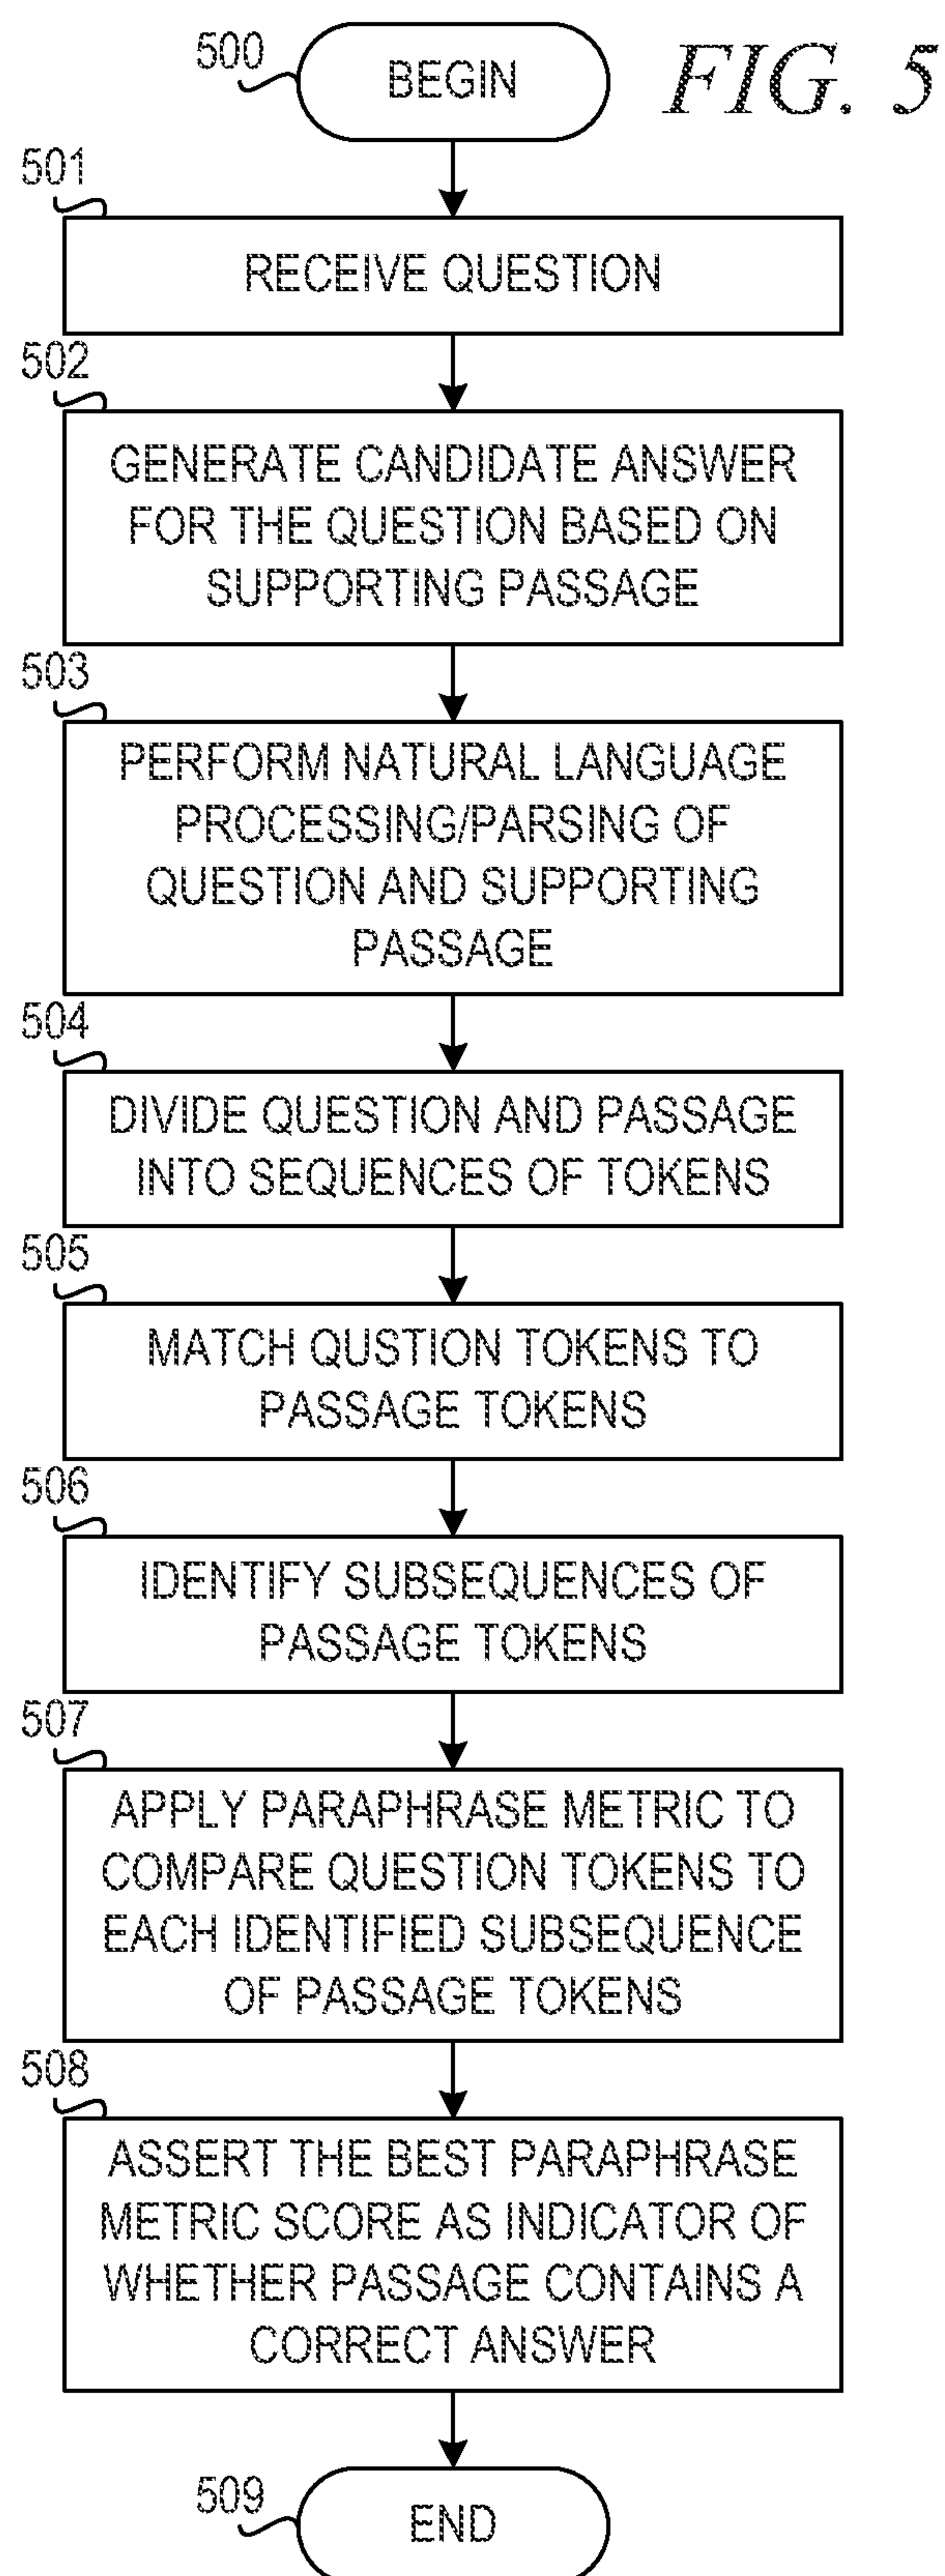 500
BEGIN
FIG. 5
501
RECEIVE QUESTION
502
GENERATE CANDIDATE ANSWER
FOR THE QUESTION BASED ON
SUPPORTING PASSAGE
503
PERFORM NATURAL LANGUAGE
PROCESSING/PARSING OF
QUESTION AND SUPPORTING
PASSAGE
504
DIVIDE QUESTION AND PASSAGE
INTO SEQUENCES OF TOKENS
505
MATCH QUSTION TOKENS TO
PASSAGE TOKENS
506
IDENTIFY SUBSEQUENCES OF
PASSAGE TOKENS
507
APPLY PARAPHRASE METRIC TO
COMPARE QUESTION TOKENS TO
EACH IDENTIFIED SUBSEQUENCE
OF PASSAGE TOKENS
508
ASSERT THE BEST PARAPHRASE
METRIC SCORE AS INDICATOR OF
WHETHER PASSAGE CONTAINS A
CORRECT ANSWER
509
END